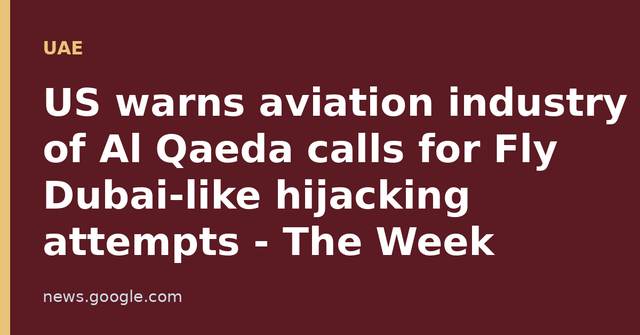 UAE
US warns aviation industry
of Al Qaeda calls for Fly
Dubai-like hijacking
attempts - The Week
news.google.com